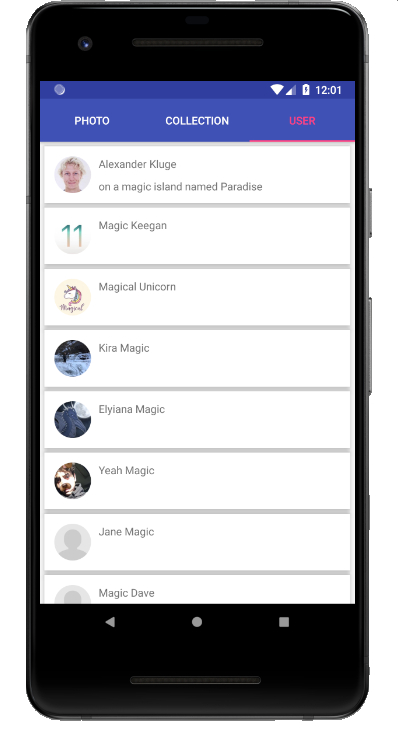 12:01
PHOTO COLLECTION USER
Alexander Kluge
on a magic island named Paradise
11
Magic Keegan
Magical Unicorn
Magical
Kira Magic
Elyiana Magic
Yeah Magic
Jane Magic
Magic Dave